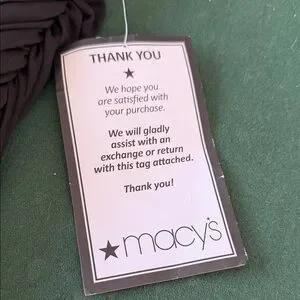 THANK YOU
★
We hope you
are satisfied with
your purchase.
We will gladly
assist with an
exchange or return
with this tag attached.
Thank you!
★macy's